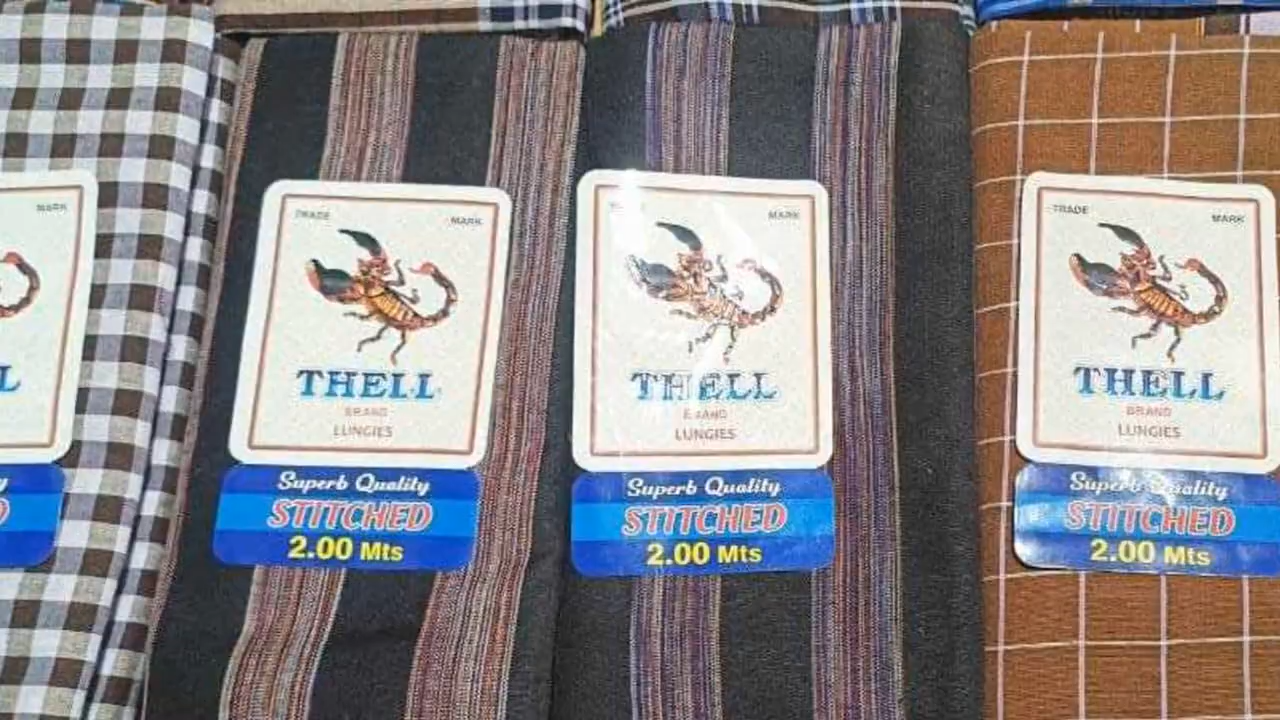 MARK
L
y
D
TRADE MARK
THELL
BRAND
LUNGIES
Superb Quality
STITCHED
2.00 Mts
MARK
THELL
BRAND
LUNGIES
Superb Quality
STITCHED
2.00 Mts
TRADE MARK
THELL
BRAND
LUNGIES
Superb Quality
STITCHED
2.00 Mts